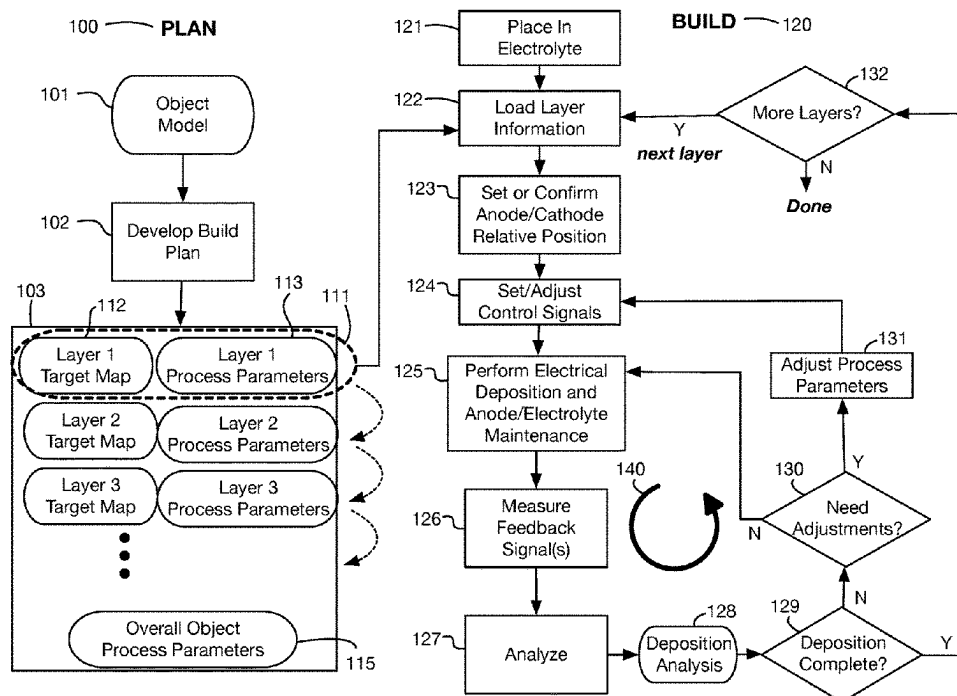 100 PLAN
101
Object
Model
102
Develop Build
Plan
103
112
113
111
Layer 1
Target Map
Layer 1
Process Parameters
Layer 2
Target Map
Layer 2
Process Parameters
Layer 3
Target Map
Layer 3
Process Parameters
Overall Object
Process Parameters
115
BUILD 120
121
Place In
Electrolyte
122
Load Layer
Information
123
Set or Confirm
Anode/Cathode
Relative Position
124
Set/Adjust
Control Signals
125
Perform Electrical
Deposition and
Anode/Electrolyte
Maintenance
126
Measure
Feedback
Signal(s)
127
Analyze
128
Deposition
Analysis
129
Deposition
Complete?
Y
N
130
Need
Adjustments?
N
Y
131
Adjust Process
Parameters
140
132
More Layers?
Y
next layer
N
Done